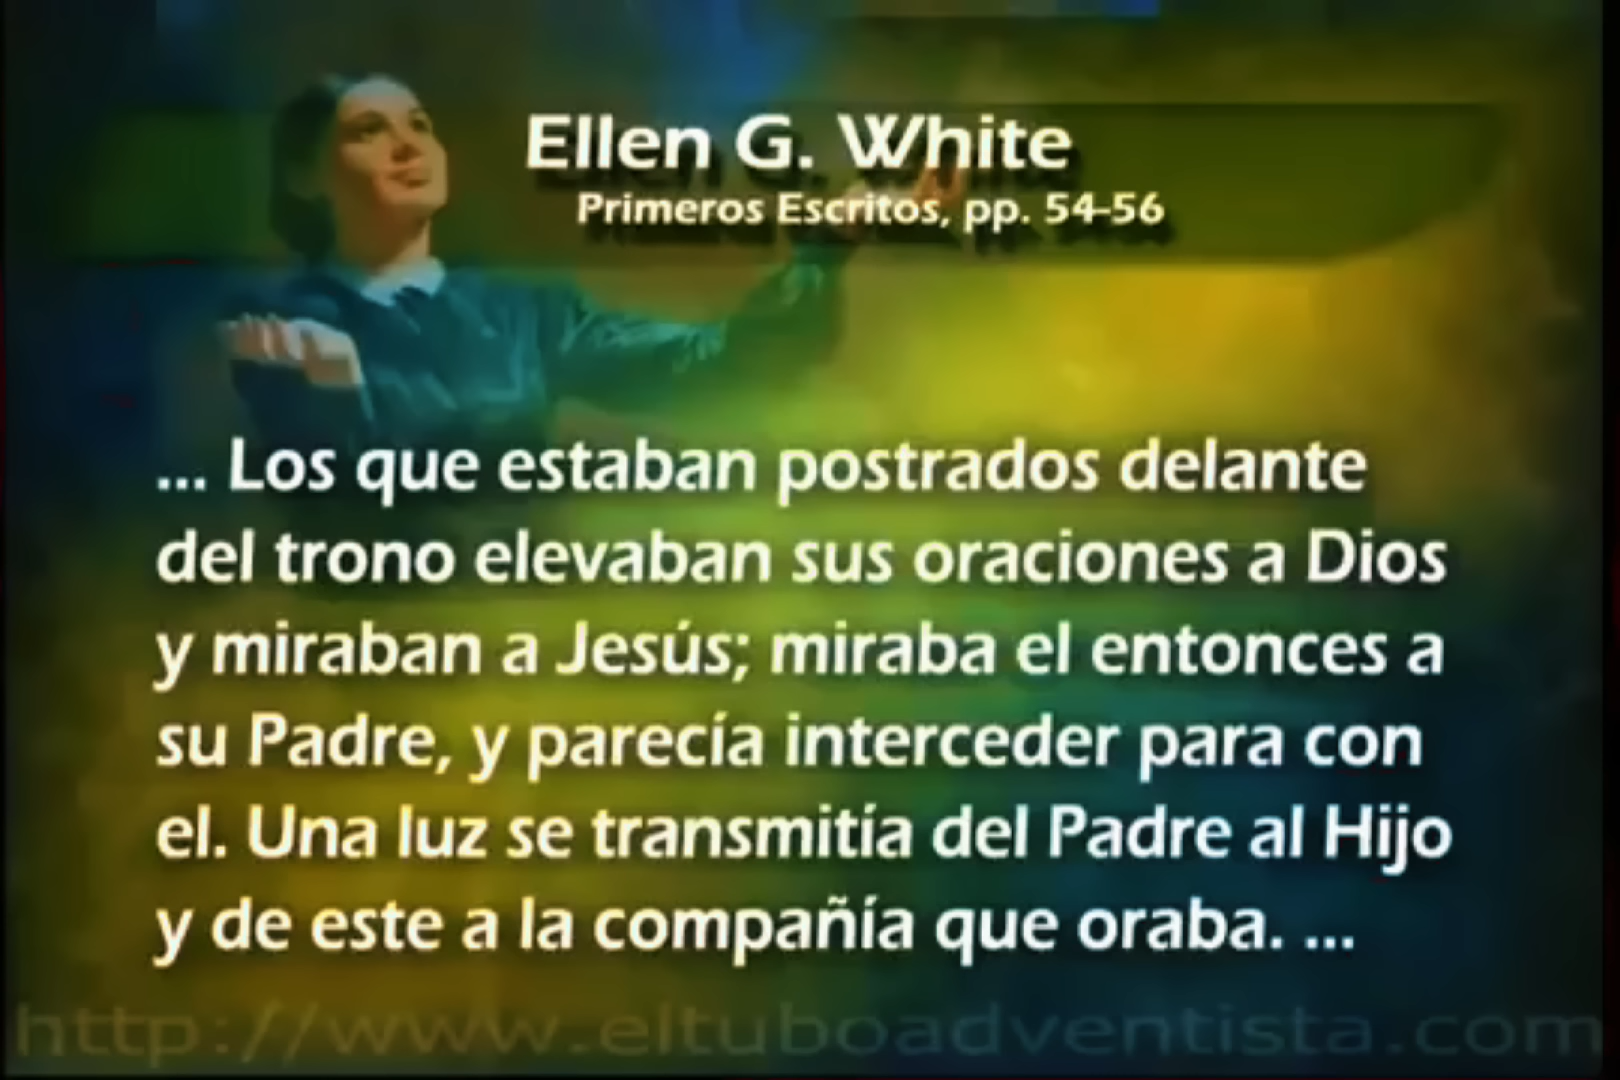 Ellen G. White
Primeros Escritos, pp. 54-56
... Los que estaban postrados delante
del trono elevaban sus oraciones a Dios
y miraban a Jesús; miraba el entonces a
su Padre, y parecía interceder para con
el. Una luz se transmitía del Padre al Hijo
y de este a la compañía que oraba. ...
http://www.eltuboadventista.com